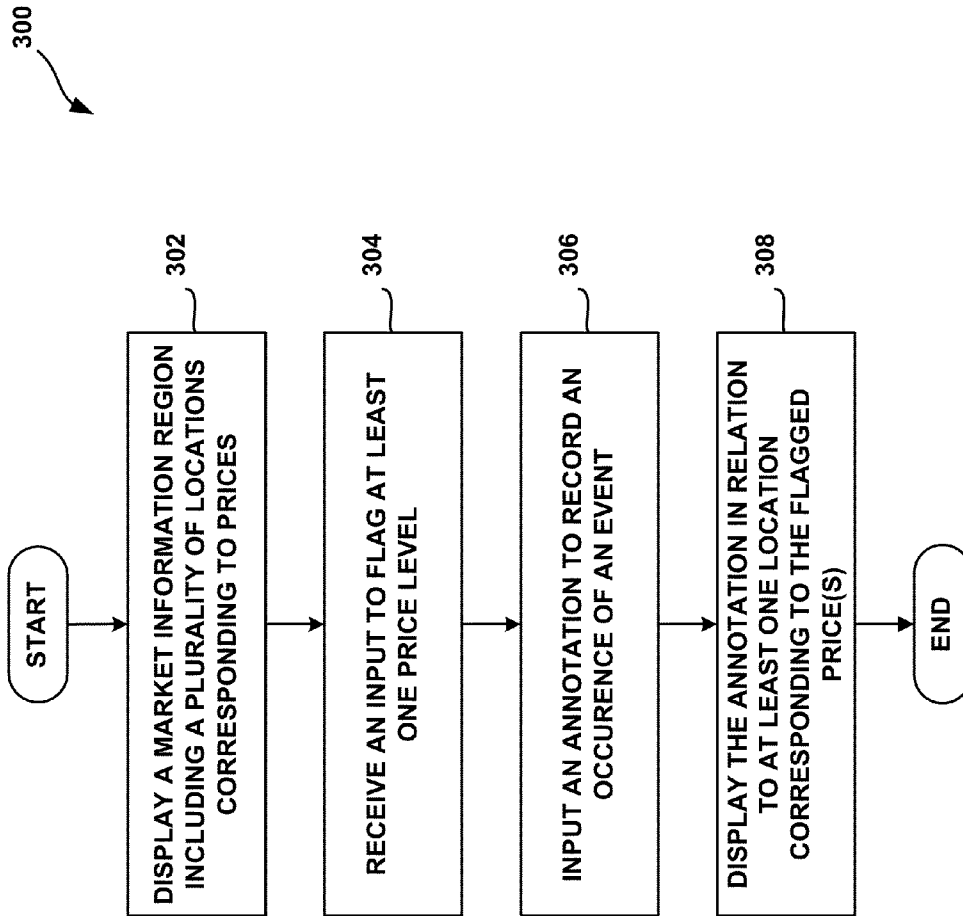 300
START
302
DISPLAY A MARKET INFORMATION REGION
INCLUDING A PLURALITY OF LOCATIONS
CORRESPONDING TO PRICES
304
RECEIVE AN INPUT TO FLAG AT LEAST
ONE PRICE LEVEL
306
INPUT AN ANNOTATION TO RECORD AN
OCCURENCE OF AN EVENT
308
DISPLAY THE ANNOTATION IN RELATION
TO AT LEAST ONE LOCATION
CORRESPONDING TO THE FLAGGED
PRICE(S)
END